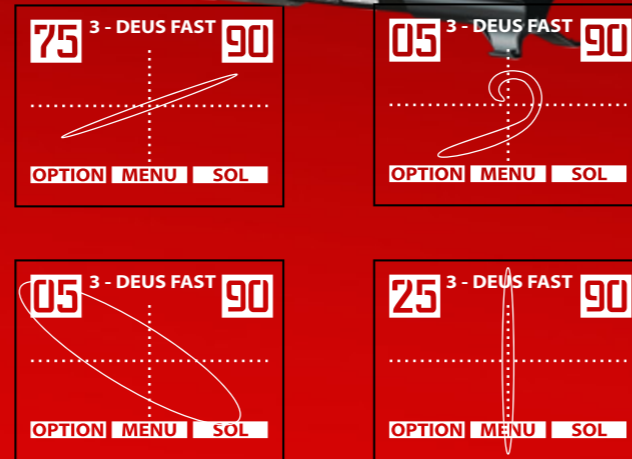 75 3 - DEUS FAST 90
OPTION MENU SOL
05 3 - DEUS FAST 90
OPTION MENU SOL
05 3 - DEUS FAST 90
OPTION MENU SOL
25 3 - DEUS FAST 90
OPTION MENU SOL